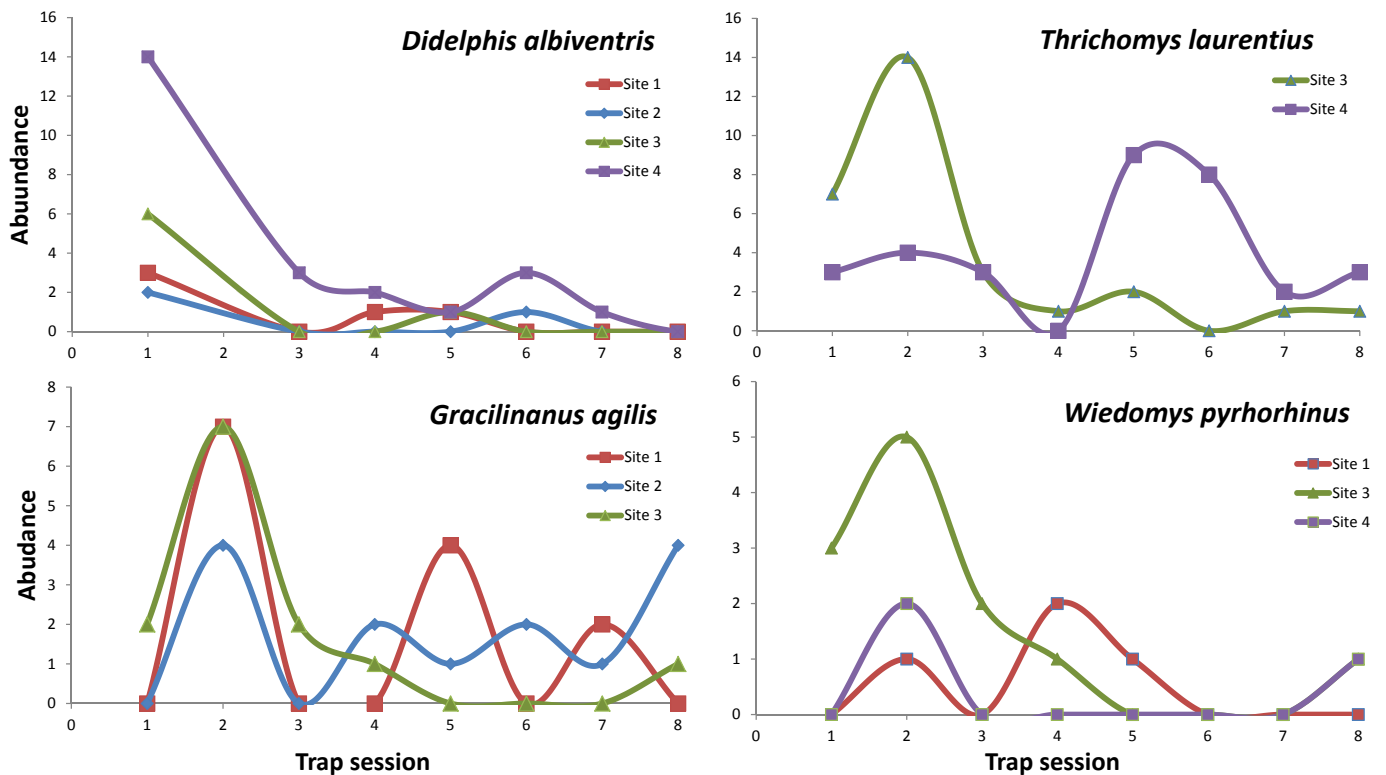 Didelphis albiventris
Abuundance
16
14
12
10
8
6
4
2
0
0 1 2 3 4 5 6 7 8
Site 1
Site 2
Site 3
Site 4
Thrichomys laurentius
16
14
12
10
8
6
4
2
0
0 1 2 3 4 5 6 7 8
Site 3
Site 4
Gracilinanus agilis
Abudance
8
7
6
5
4
3
2
1
0
0 1 2 3 4 5 6 7 8
Site 1
Site 2
Site 3
Trap session
Wiedomys pyrhorhinus
6
5
4
3
2
1
0
0 1 2 3 4 5 6 7 8
Site 1
Site 3
Site 4
Trap session